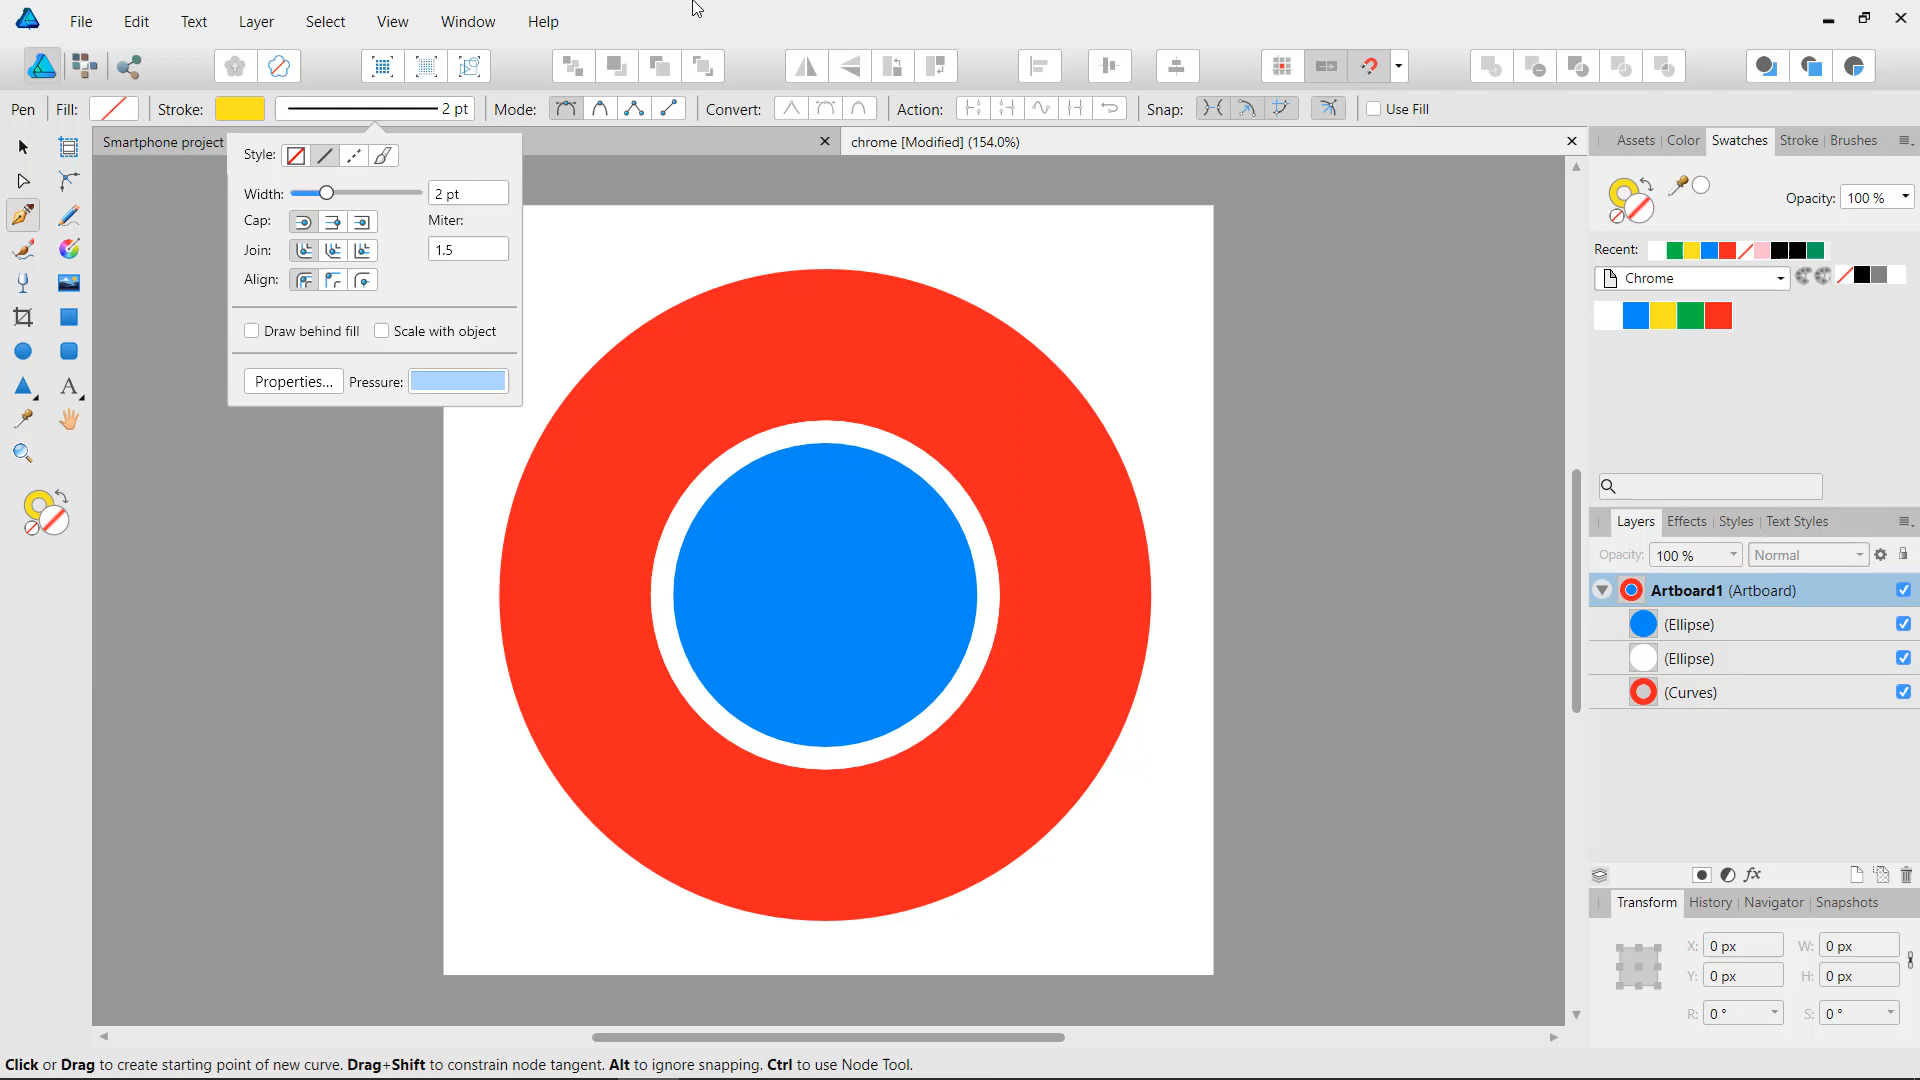 File Edit Text Layer Select View Window Help
Pen Fill: Stroke: 2 pt Mode: Convert: Action: Snap: Use Fill
Smartphone project
chrome [Modified] (154.0%)
Style:
Width: 2 pt
Cap: Miter:
Join: 1.5
Align:
Draw behind fill Scale with object
Properties... Pressure:
Assets Color Swatches Stroke Brushes
Opacity: 100 %
Recent:
Chrome
Layers Effects Styles Text Styles
Opacity: 100 % Normal
Artboard1 (Artboard)
(Ellipse)
(Ellipse)
(Curves)
fx
Transform History Navigator Snapshots
X: 0 px W: 0 px
Y: 0 px H: 0 px
R: 0 ° S: 0 °
Click or Drag to create starting point of new curve. Drag+Shift to constrain node tangent. Alt to ignore snapping. Ctrl to use Node Tool.